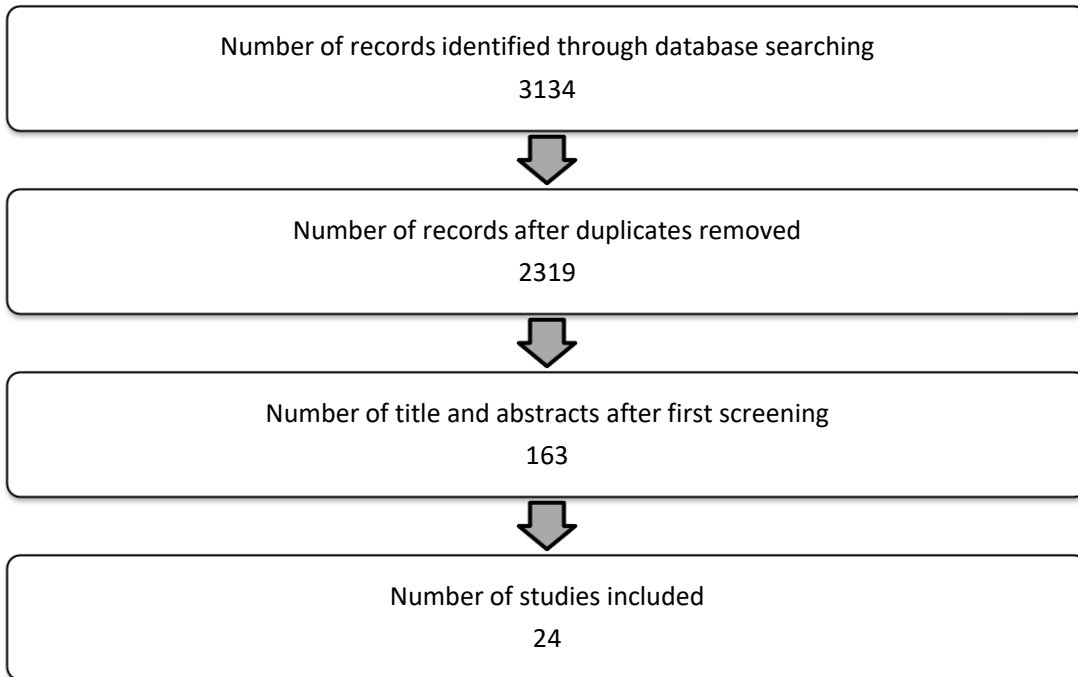 Number of records identified through database searching
3134
Number of records after duplicates removed
2319
Number of title and abstracts after first screening
163
Number of studies included
24